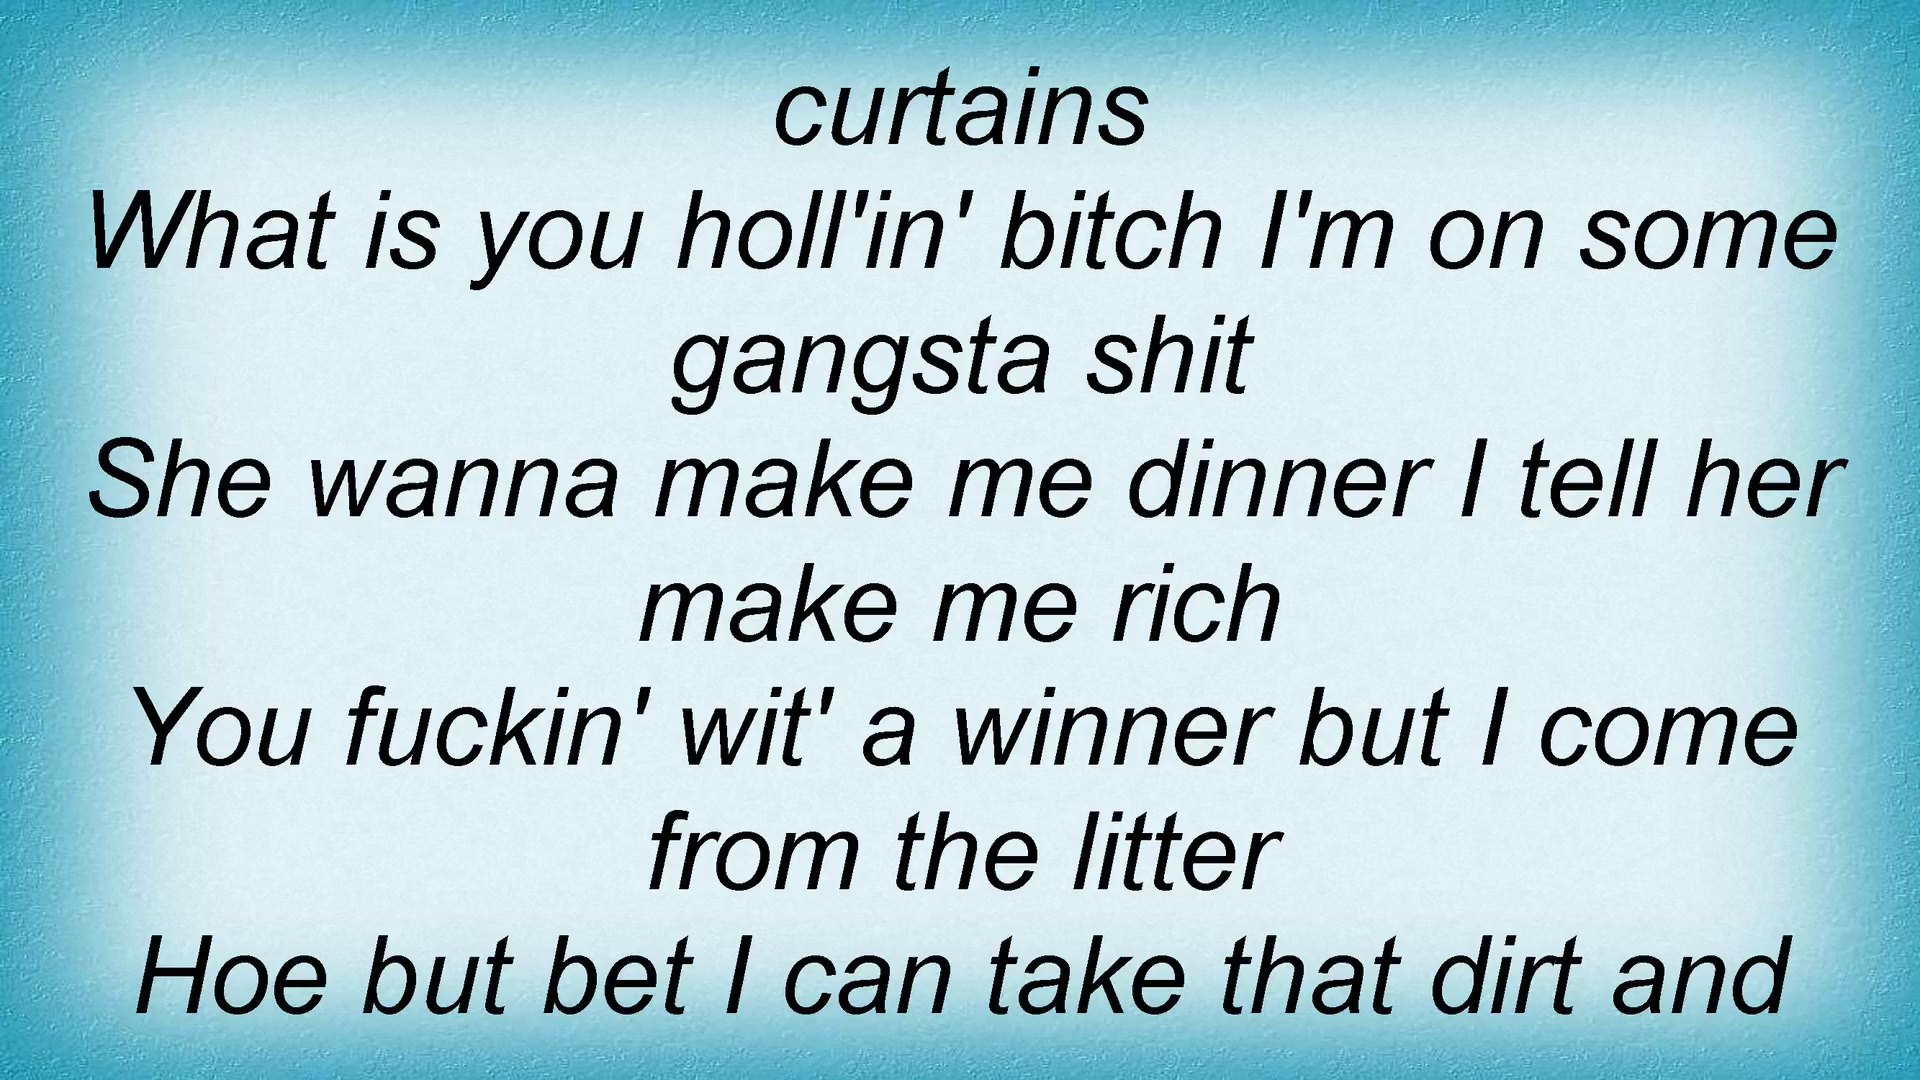 curtains
What is you holl'in' bitch I'm on some
gangsta shit
She wanna make me dinner I tell her
make me rich
You fuckin' wit' a winner but I come
from the litter
Hoe but bet I can take that dirt and